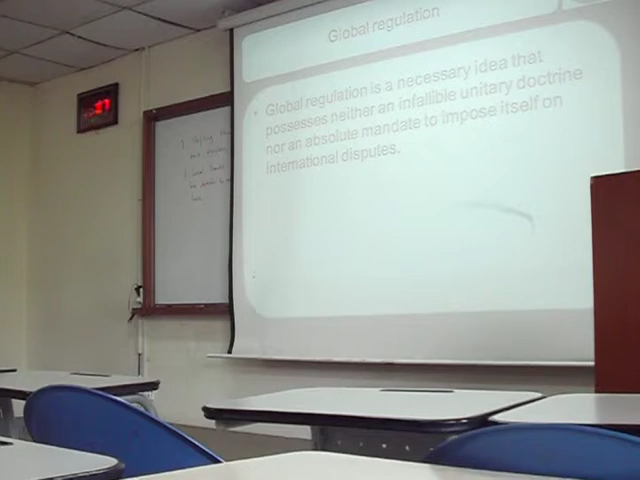 Global regulation
Global regulation is a necessary idea that
possesses neither an infallible unitary doctrine
nor an absolute mandate to impose itself on
international disputes.